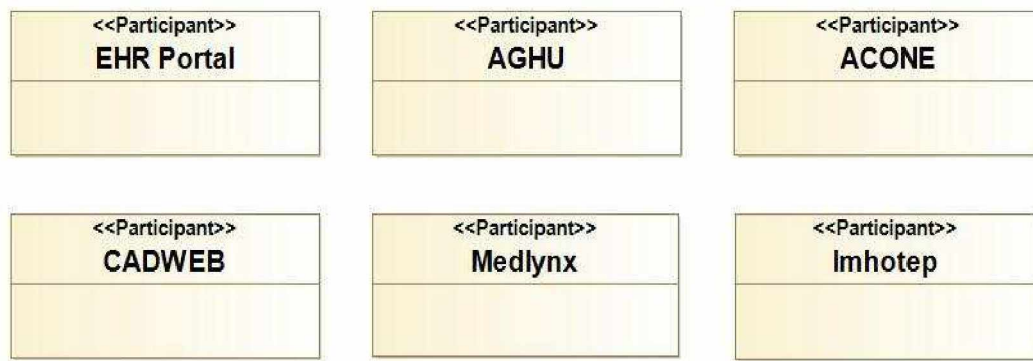 <<Participant>>
EHR Portal
<<Participant>>
AGHU
<<Participant>>
ACONE
<<Participant>>
CADWEB
<<Participant>>
Medlynx
<<Participant>>
Imhotep